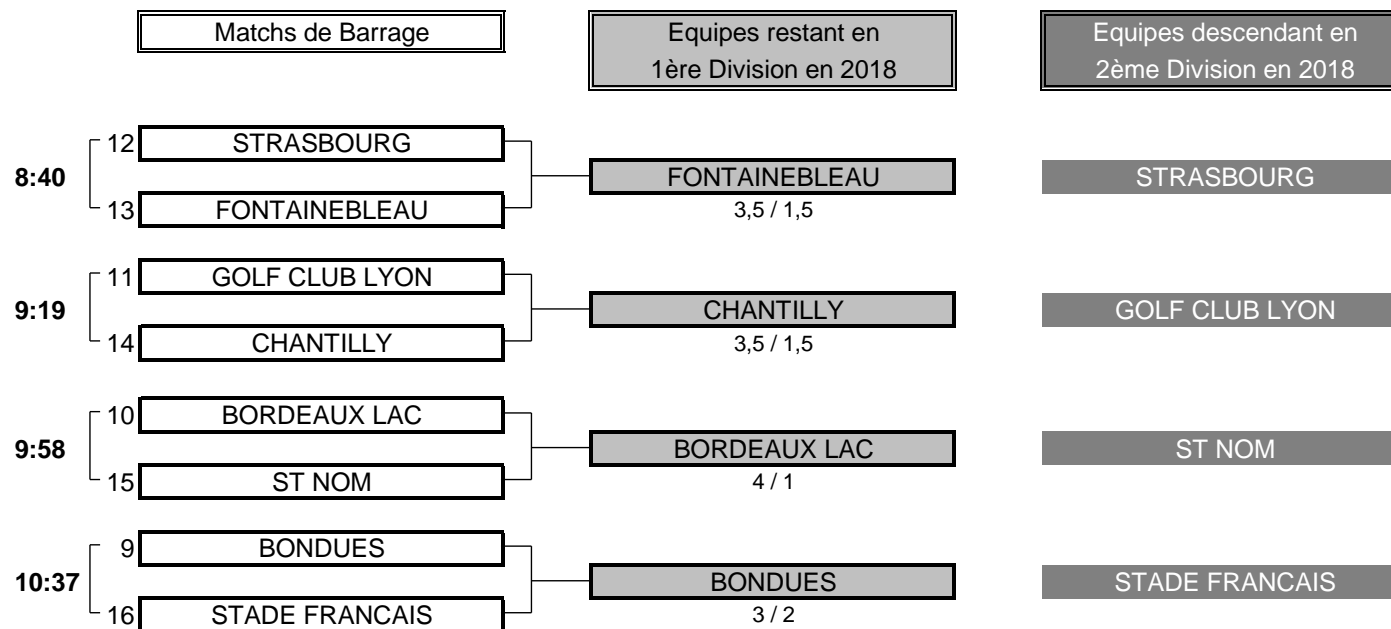 Matchs de Barrage
Equipes restant en
1ère Division en 2018
Equipes descendant en
2ème Division en 2018
12 STRASBOURG
8:40 FONTAINEBLEAU STRASBOURG
13 FONTAINEBLEAU 3,5 / 1,5
11 GOLF CLUB LYON
9:19 CHANTILLY GOLF CLUB LYON
14 CHANTILLY 3,5 / 1,5
10 BORDEAUX LAC
9:58 BORDEAUX LAC ST NOM
15 ST NOM 4 / 1
9 BONDUES
10:37 BONDUES STADE FRANCAIS
16 STADE FRANCAIS 3 / 2